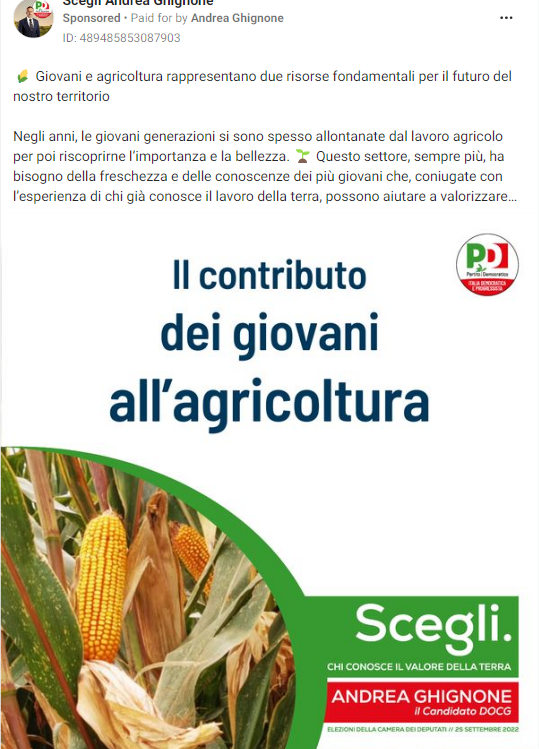 Scegli Andrea Ghignone
Sponsored • Paid for by Andrea Ghignone
ID: 489485853087903
🌽 Giovani e agricoltura rappresentano due risorse fondamentali per il futuro del
nostro territorio
Negli anni, le giovani generazioni si sono spesso allontanate dal lavoro agricolo
per poi riscoprirne l’importanza e la bellezza. 🌱 Questo settore, sempre più, ha
bisogno della freschezza e delle conoscenze dei più giovani che, coniugate con
l’esperienza di chi già conosce il lavoro della terra, possono aiutare a valorizzare…
PD
Partito Democratico
ITALIA DEMOCRATICA
E PROGRESSISTA
Il contributo
dei giovani
all’agricoltura
Scegli.
CHI CONOSCE IL VALORE DELLA TERRA
ANDREA GHIGNONE
il Candidato DOCG
ELEZIONI DELLA CAMERA DEI DEPUTATI // 25 SETTEMBRE 2022